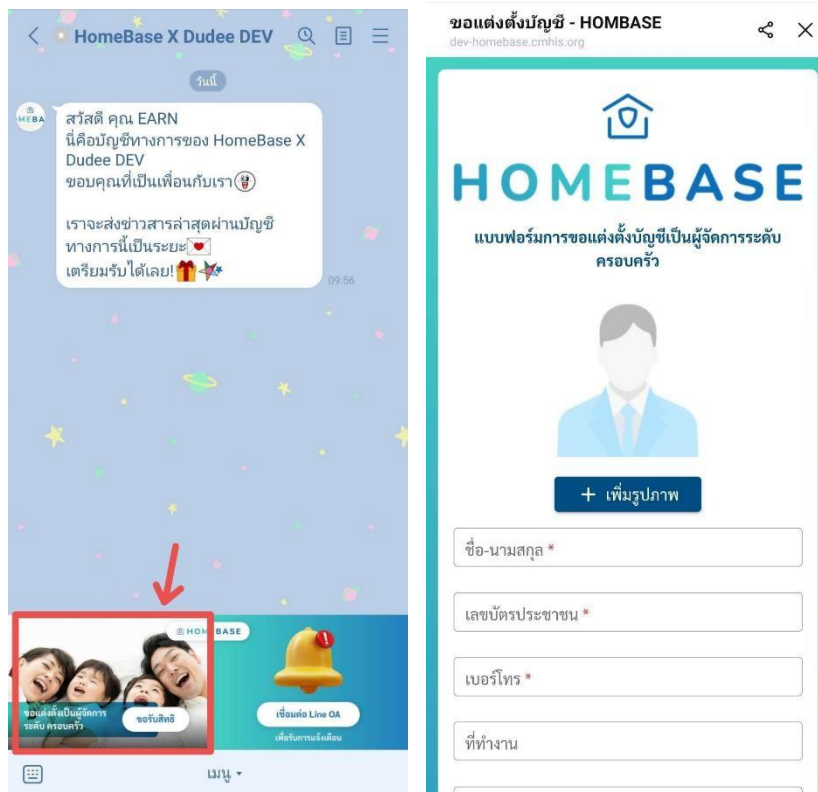 HomeBase X Dudee DEV
วันนี้
MEBA
สวัสดี คุณ EARN
นี่คือบัญชีทางการของ HomeBase X
Dudee DEV
ขอบคุณที่เป็นเพื่อนกับเรา
เราจะส่งข่าวสารล่าสุดผ่านบัญชี
ทางการนี้เป็นระยะ
เตรียมรับได้เลย!
09:56
HOMEBASE
ขอแต่งตั้งเป็นผู้จัดการ
ระดับ ครอบครัว
ขอรับสิทธิ
เชื่อมต่อ Line OA
เพื่อรับการแจ้งเตือน
เมนู
ขอแต่งตั้งบัญชี - HOMBASE
dev-homebase.cmhis.org
HOMEBASE
แบบฟอร์มการขอแต่งตั้งบัญชีเป็นผู้จัดการระดับ
ครอบครัว
+ เพิ่มรูปภาพ
ชื่อ-นามสกุล *
เลขบัตรประชาชน *
เบอร์โทร *
ที่ทำงาน